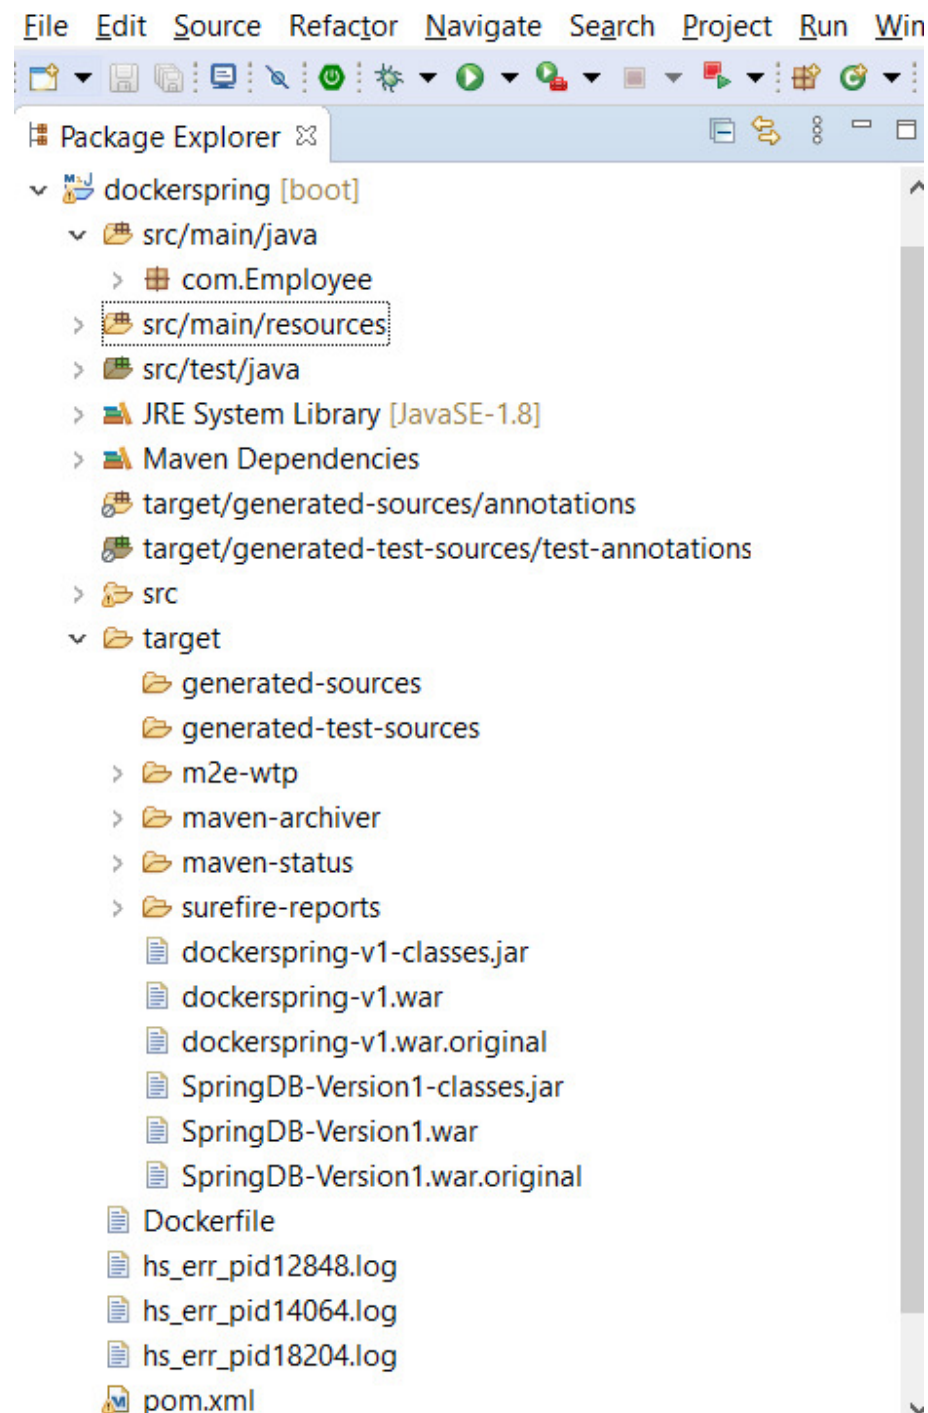 File Edit Source Refactor Navigate Search Project Run Win
Package Explorer
dockerspring [boot]
src/main/java
com.Employee
src/main/resources
src/test/java
JRE System Library [JavaSE-1.8]
Maven Dependencies
target/generated-sources/annotations
target/generated-test-sources/test-annotations
src
target
generated-sources
generated-test-sources
m2e-wtp
maven-archiver
maven-status
surefire-reports
dockerspring-v1-classes.jar
dockerspring-v1.war
dockerspring-v1.war.original
SpringDB-Version1-classes.jar
SpringDB-Version1.war
SpringDB-Version1.war.original
Dockerfile
hs_err_pid12848.log
hs_err_pid14064.log
hs_err_pid18204.log
pom.xml